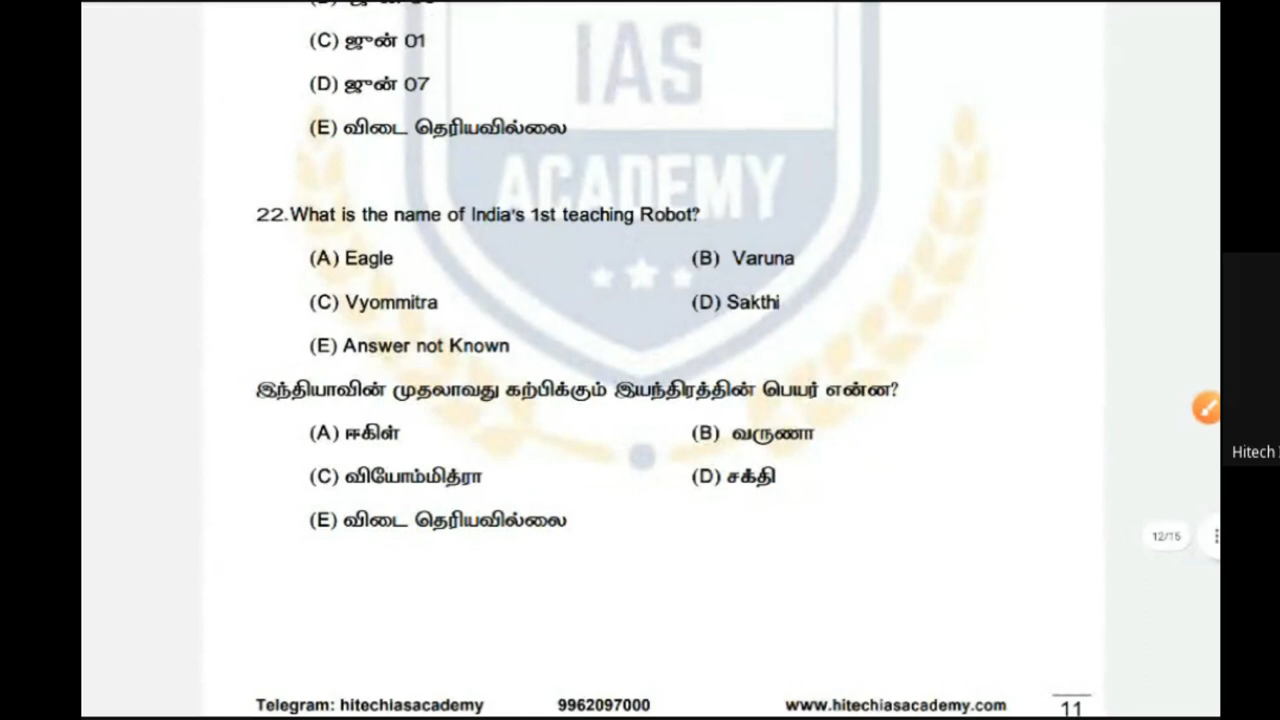 (C) ஜுன் 01
(D) ஜுன் 07
(E) விடை தெரியவில்லை
IAS
ACADEMY
22.What is the name of India's 1st teaching Robot?
(A) Eagle (B) Varuna
(C) Vyommitra (D) Sakthi
(E) Answer not Known
இந்தியாவின் முதலாவது கற்பிக்கும் இயந்திரத்தின் பெயர் என்ன?
(A) ஈகிள் (B) வருணா
(C) வியோம்மித்ரா (D) சக்தி
(E) விடை தெரியவில்லை
Hitech
12/15
Telegram: hitechiasacademy 9962097000 www.hitechiasacademy.com 11